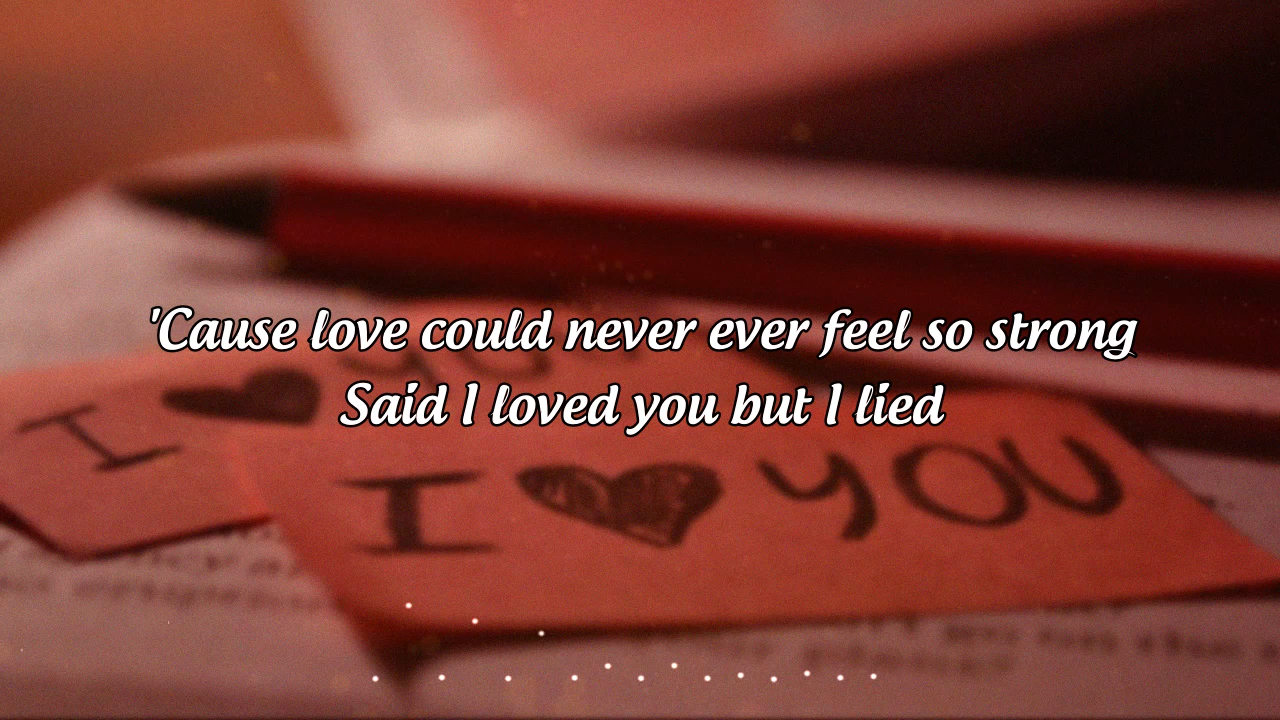 'Cause love could never ever feel so strong
Said I loved you but I lied
I ♥ YOU
I ♥ YOU